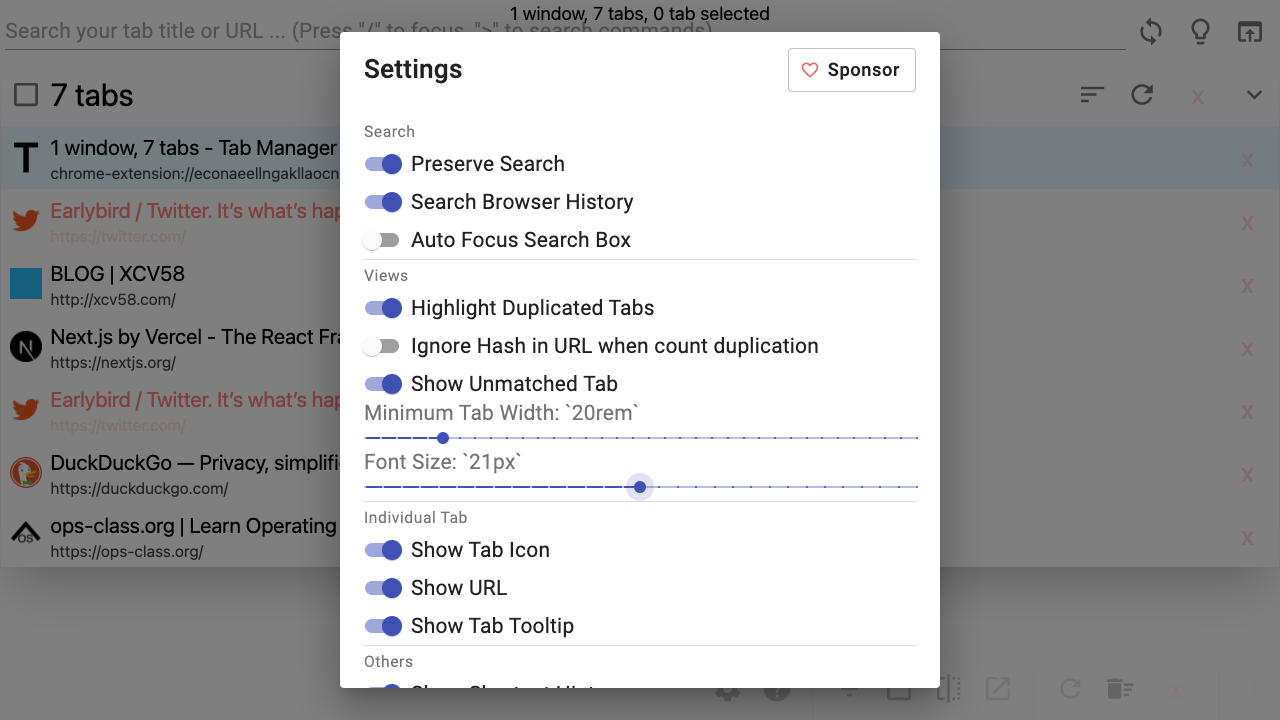 1 window, 7 tabs, 0 tab selected
Search your tab title or URL ... (Press "/" to focus, ">" to search commands)
7 tabs
x
1 window, 7 tabs - Tab Manager
chrome-extension://econaeellngakllaocn
x
Earlybird / Twitter. It’s what’s hap
https://twitter.com/
x
BLOG | XCV58
http://xcv58.com/
x
Next.js by Vercel - The React Fra
https://nextjs.org/
x
Earlybird / Twitter. It’s what’s hap
https://twitter.com/
x
DuckDuckGo — Privacy, simplifi
https://duckduckgo.com/
x
ops-class.org | Learn Operating
https://ops-class.org/
x
Settings
Sponsor
Search
Preserve Search
Search Browser History
Auto Focus Search Box
Views
Highlight Duplicated Tabs
Ignore Hash in URL when count duplication
Show Unmatched Tab
Minimum Tab Width: `20rem`
Font Size: `21px`
Individual Tab
Show Tab Icon
Show URL
Show Tab Tooltip
Others
x